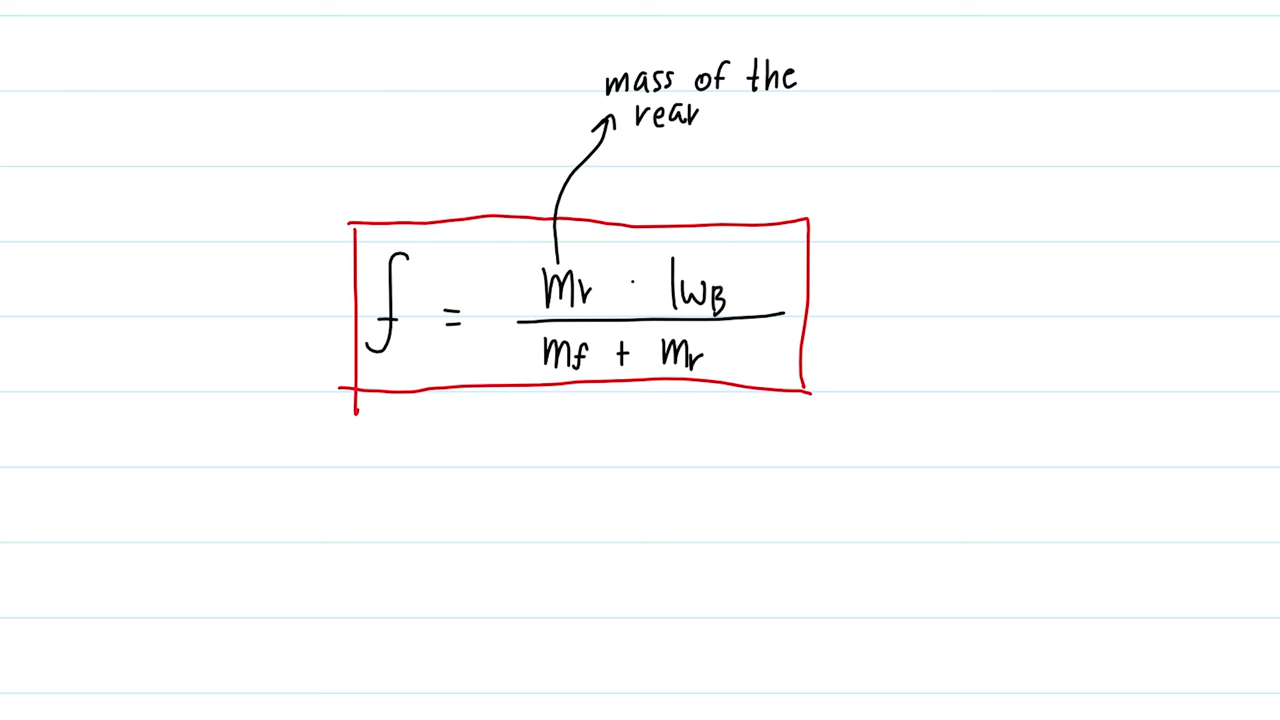 mass of the
rear
f = mr · lwB
mf + mr